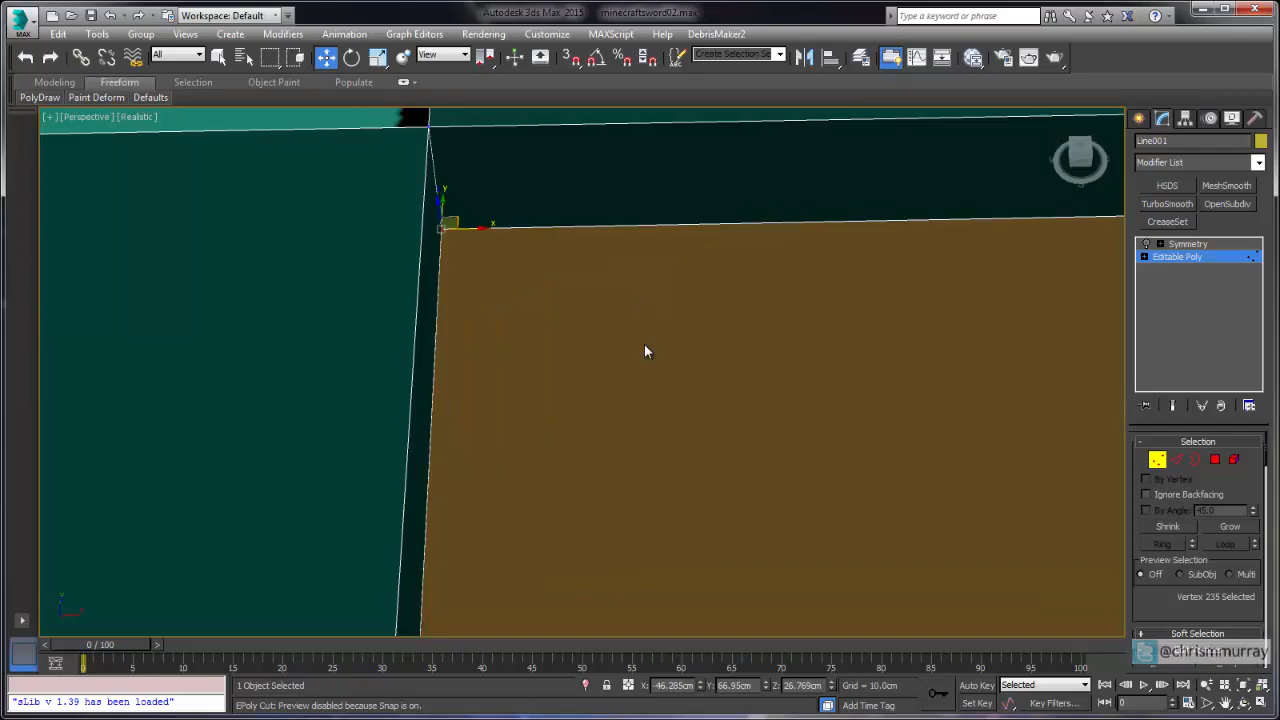 Workspace: Default
Autodesk 3ds Max 2015 minecraftsword02.max
Type a keyword or phrase
MAX
Edit Tools Group Views Create Modifiers Animation Graph Editors Rendering Customize MAXScript Help DebrisMaker2
All
View
3
Create Selection Se
Modeling Freeform Selection Object Paint Populate
PolyDraw Paint Deform Defaults
[+] [Perspective] [Realistic]
y
x
Line001
Modifier List
HSDS MeshSmooth
TurboSmooth OpenSubdiv
CreaseSet
Symmetry
Editable Poly
Selection
By Vertex
Ignore Backfacing
By Angle: 45.0
Shrink Grow
Ring Loop
Preview Selection
Off SubObj Multi
Vertex 235 Selected
Soft Selection
@chrismmurray
0 / 100
0 5 10 15 20 25 30 35 40 45 50 55 60 65 70 75 80 85 90 95 100
1 Object Selected
X: -46.285cm Y: 66.95cm Z: 26.769cm Grid = 10.0cm
Auto Key Selected
"sLib v 1.39 has been loaded"
EPoly Cut: Preview disabled because Snap is on.
Add Time Tag
Set Key Key Filters...
0